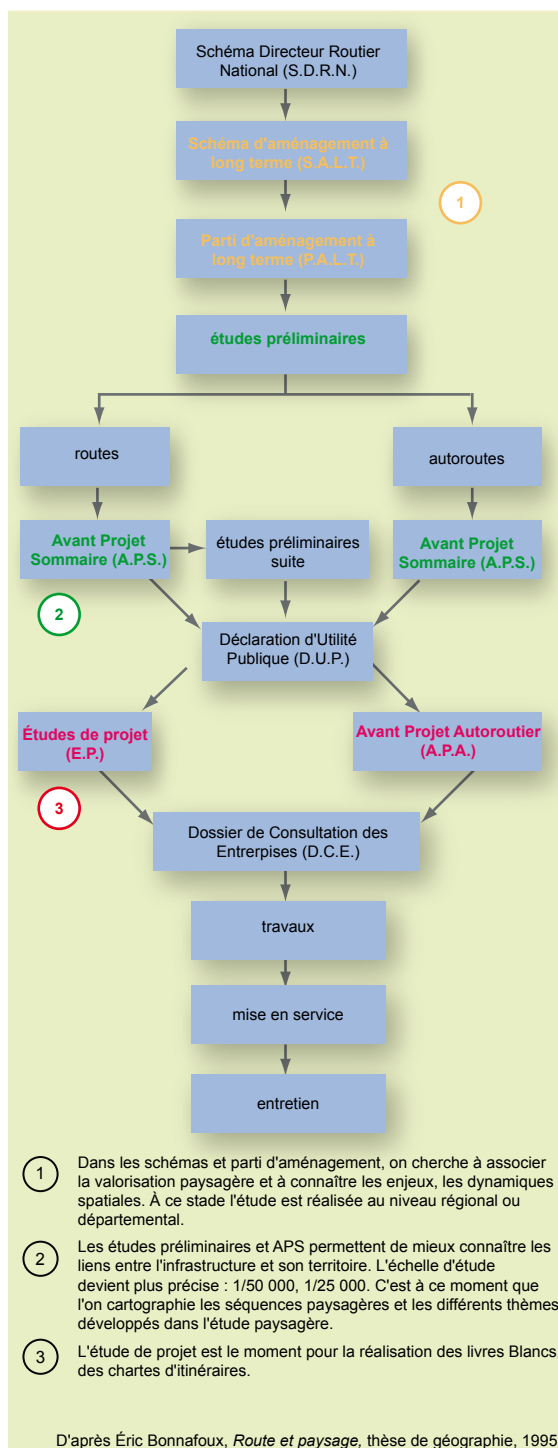 Schéma Directeur Routier
National (S.D.R.N.)
Schéma d'aménagement à
long terme (S.A.L.T.)
1
Parti d'aménagement à
long terme (P.A.L.T.)
études préliminaires
routes
autoroutes
Avant Projet
Sommaire (A.P.S.)
études préliminaires
suite
Avant Projet
Sommaire (A.P.S.)
2
Déclaration d'Utilité
Publique (D.U.P.)
Études de projet
(E.P.)
Avant Projet Autoroutier
(A.P.A.)
3
Dossier de Consultation des
Entrerpises (D.C.E.)
travaux
mise en service
entretien
1 Dans les schémas et parti d'aménagement, on cherche à associer
la valorisation paysagère et à connaître les enjeux, les dynamiques
spatiales. À ce stade l'étude est réalisée au niveau régional ou
départemental.
2 Les études préliminaires et APS permettent de mieux connaître les
liens entre l'infrastructure et son territoire. L'échelle d'étude
devient plus précise : 1/50 000, 1/25 000. C'est à ce moment que
l'on cartographie les séquences paysagères et les différents thèmes
développés dans l'étude paysagère.
3 L'étude de projet est le moment pour la réalisation des livres Blancs
des chartes d'itinéraires.
D'après Éric Bonnafoux, Route et paysage, thèse de géographie, 1995